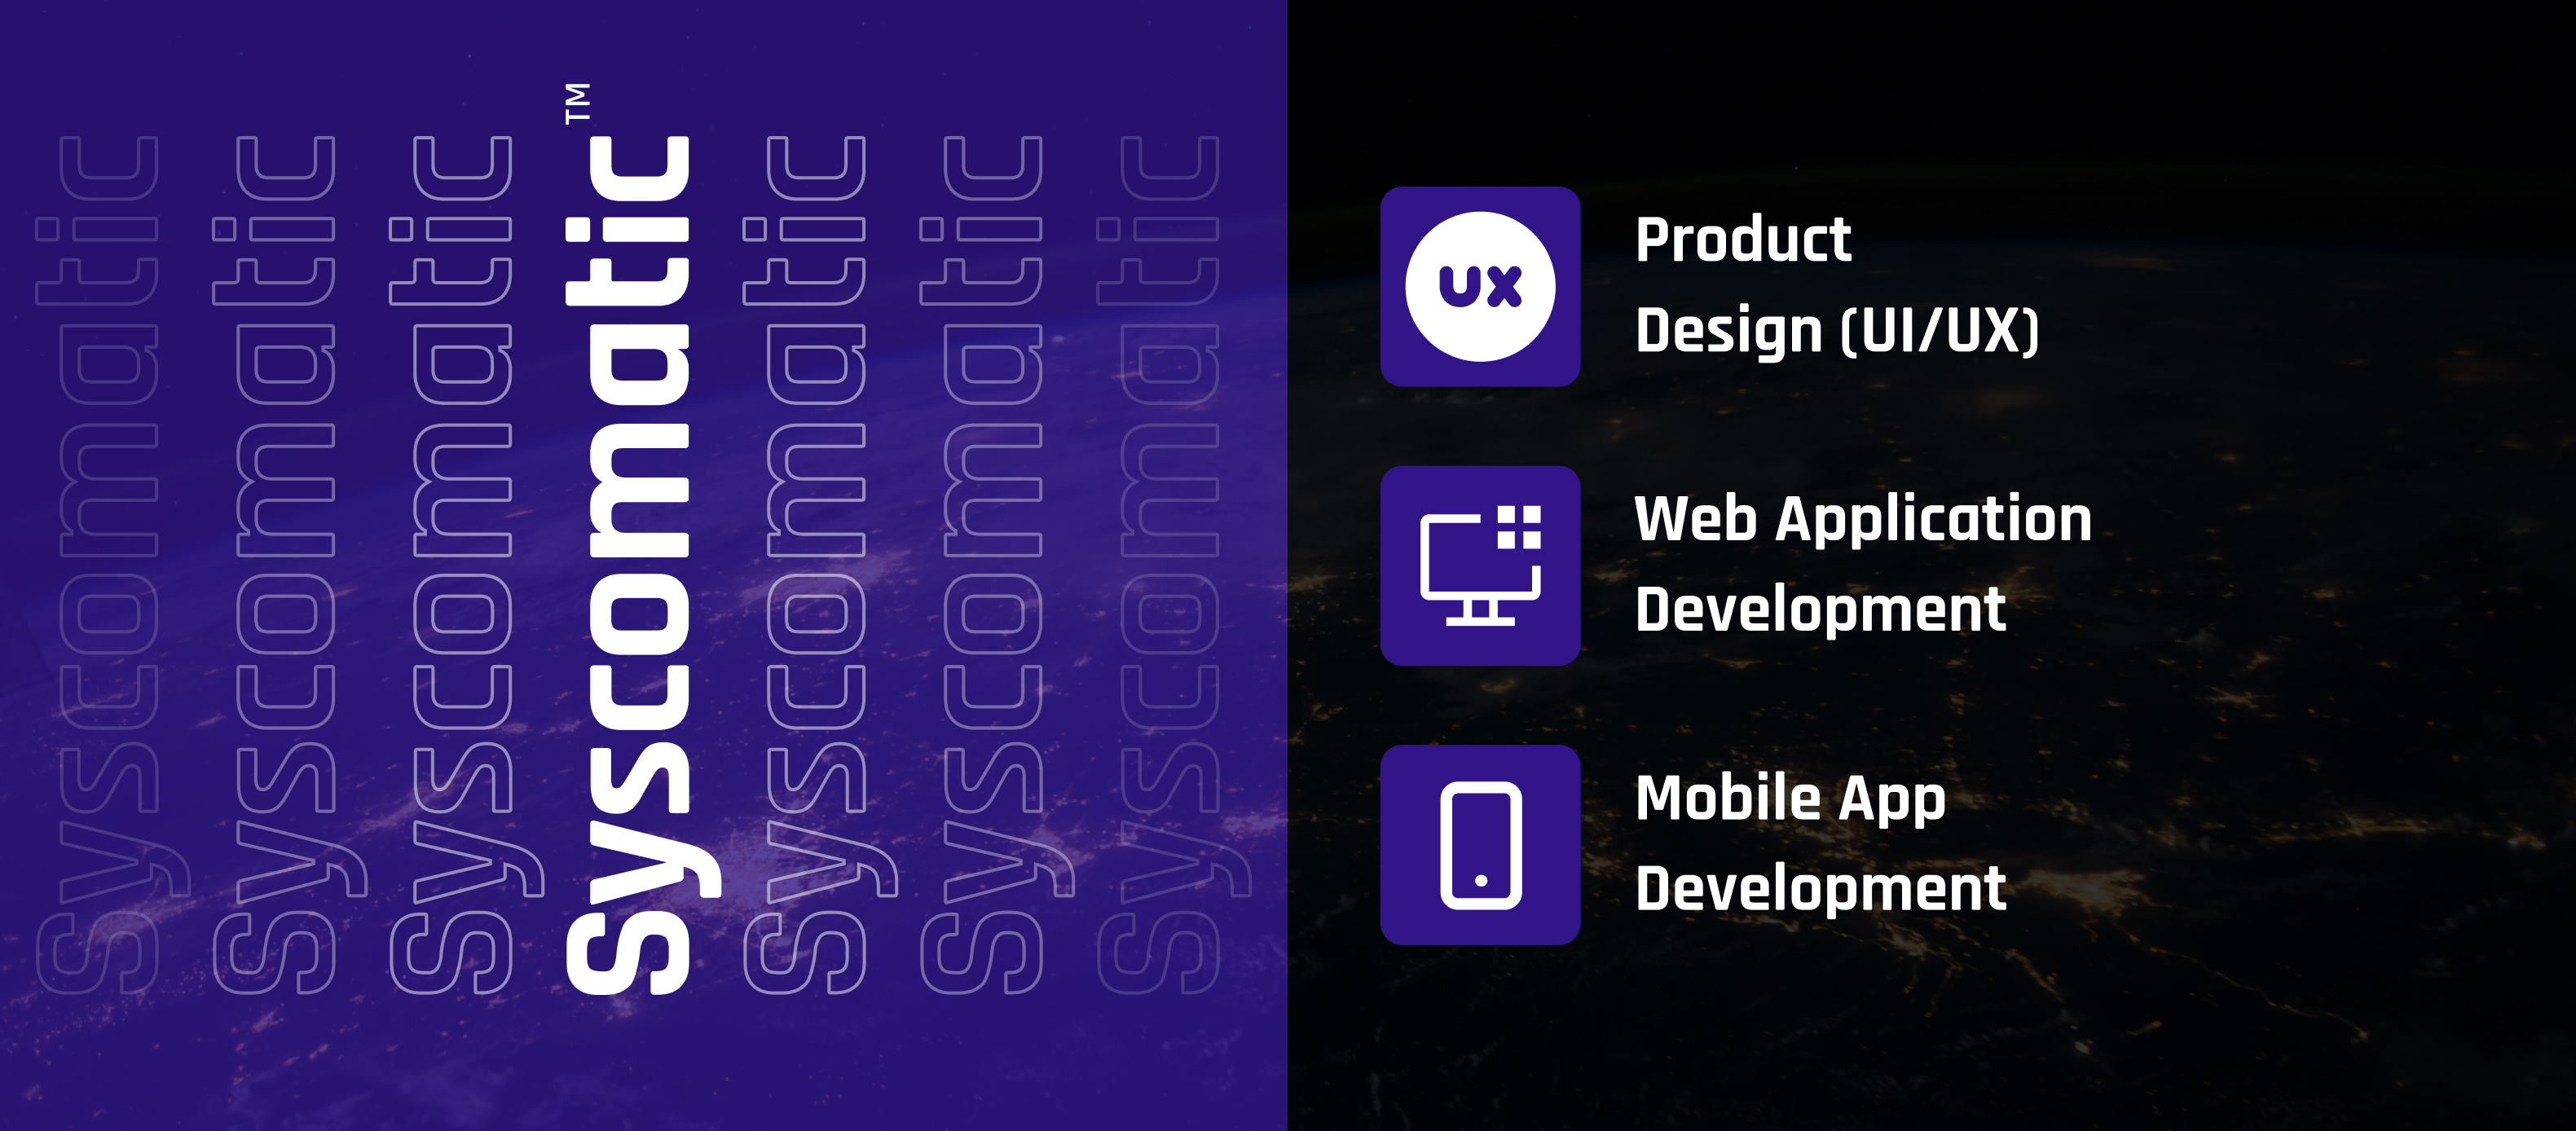 Syscomatic
Syscomatic
Syscomatic
Syscomatic™
Syscomatic
Syscomatic
Syscomatic
UX
Product
Design (UI/UX)
Web Application
Development
Mobile App
Development